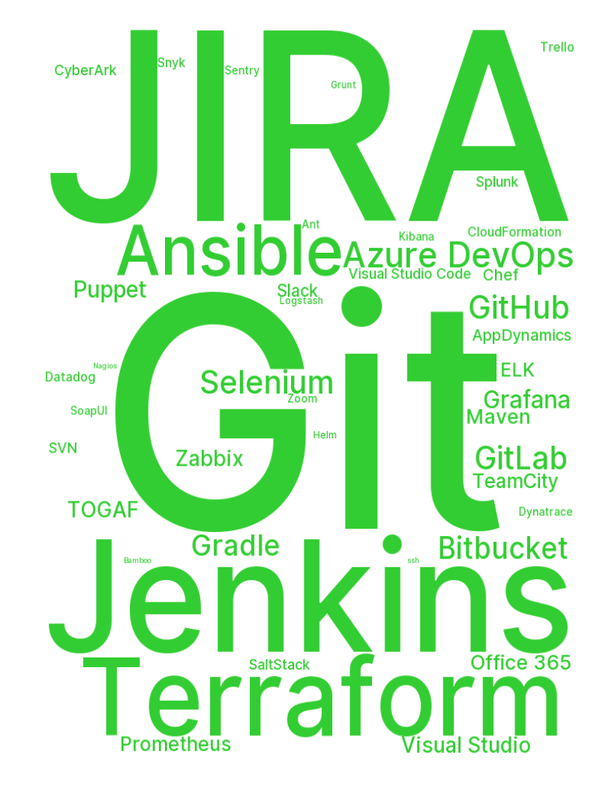 JIRA
Trello
Snyk
CyberArk
Sentry
Grunt
Splunk
Ant
Ansible
Kibana
CloudFormation
Azure DevOps
Visual Studio Code
Chef
Puppet
Slack
Logstash
Git
GitHub
AppDynamics
Nagios
Datadog
Selenium
ELK
Zoom
Grafana
SoapUI
Maven
Helm
SVN
Zabbix
GitLab
TeamCity
TOGAF
Dynatrace
Gradle
Bitbucket
Bamboo
ssh
Jenkins
SaltStack
Office 365
Terraform
Prometheus
Visual Studio